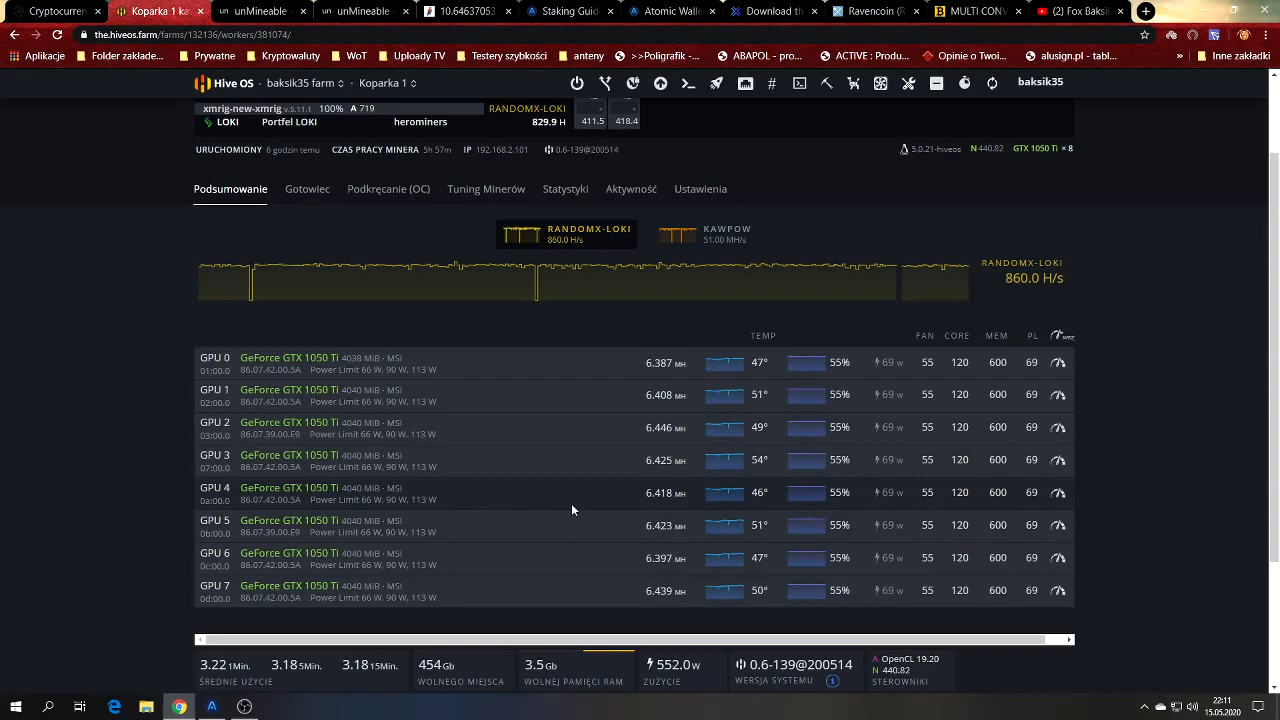 Cryptocurrency
Koparka 1 kaw
unMineable -
unMineable -
10.64637053
Staking Guid
Atomic Walle
Download th
Ravencoin (R
MULTI CONV
(2) Fox Baksik
the.hiveos.farm/farms/132136/workers/381074/
Aplikacje
Folder zakłade...
Prywatne
Kryptowaluty
WoT
UG Telekom
Testery szybkości
anteny
>>Poligrafik -...
ABAPOL - produ...
ACTIVE : Produ...
Opinie o Twoi...
alusign.pl - tabl...
»
Inne zakładki
Hive OS
baksik35 farm
Koparka 1
baksik35
xmrig-new-xmrig v.5.11.1 100% A 719 RANDOMX-LOKI
LOKI Portfel LOKI herominers 829.9 H 411.5 418.4
URUCHOMIONY 6 godzin temu CZAS PRACY MINERA 5h 57m IP 192.168.2.101 0.6-139@200514 5.0.21-hiveos N 440.82 GTX 1050 Ti × 8
Podsumowanie Gotowiec Podkręcanie (OC) Tuning Minerów Statystyki Aktywność Ustawienia
RANDOMX-LOKI
860.0 H/s
KAWPOW
51.00 MH/s
RANDOMX-LOKI
860.0 H/s
TEMP FAN CORE MEM PL
GPU 0 GeForce GTX 1050 Ti 4038 MiB · MSI 6.387 MH 47° 55% 69 w 55 120 600 69
01:00.0 86.07.42.00.5A Power Limit 66 W, 90 W, 113 W
GPU 1 GeForce GTX 1050 Ti 4040 MiB · MSI 6.408 MH 51° 55% 69 w 55 120 600 69
02:00.0 86.07.42.00.5A Power Limit 66 W, 90 W, 113 W
GPU 2 GeForce GTX 1050 Ti 4040 MiB · MSI 6.446 MH 49° 55% 69 w 55 120 600 69
03:00.0 86.07.39.00.E9 Power Limit 66 W, 90 W, 113 W
GPU 3 GeForce GTX 1050 Ti 4040 MiB · MSI 6.425 MH 54° 55% 69 w 55 120 600 69
07:00.0 86.07.42.00.5A Power Limit 66 W, 90 W, 113 W
GPU 4 GeForce GTX 1050 Ti 4040 MiB · MSI 6.418 MH 46° 55% 69 w 55 120 600 69
0a:00.0 86.07.42.00.5A Power Limit 66 W, 90 W, 113 W
GPU 5 GeForce GTX 1050 Ti 4040 MiB · MSI 6.423 MH 51° 55% 69 w 55 120 600 69
0b:00.0 86.07.39.00.E9 Power Limit 66 W, 90 W, 113 W
GPU 6 GeForce GTX 1050 Ti 4040 MiB · MSI 6.397 MH 47° 55% 69 w 55 120 600 69
0c:00.0 86.07.42.00.5A Power Limit 66 W, 90 W, 113 W
GPU 7 GeForce GTX 1050 Ti 4040 MiB · MSI 6.439 MH 50° 55% 69 w 55 120 600 69
0d:00.0 86.07.42.00.5A Power Limit 66 W, 90 W, 113 W
3.22 1Min. 3.18 5Min. 3.18 15Min.
ŚREDNIE UŻYCIE
454 Gb
WOLNEGO MIEJSCA
3.5 Gb
WOLNEJ PAMIĘCI RAM
552.0 W
ZUŻYCIE
0.6-139@200514
WERSJA SYSTEMU 1
A OpenCL 19.20
N 440.82
STEROWNIKI
22:11
15.05.2020